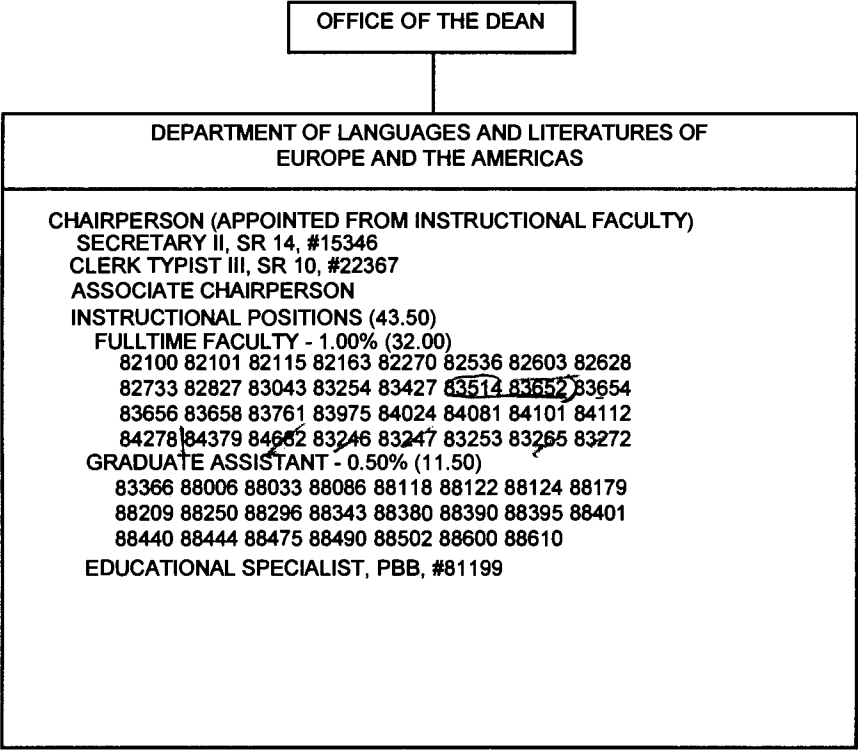 OFFICE OF THE DEAN
DEPARTMENT OF LANGUAGES AND LITERATURES OF
EUROPE AND THE AMERICAS
CHAIRPERSON (APPOINTED FROM INSTRUCTIONAL FACULTY)
SECRETARY II, SR 14, #15346
CLERK TYPIST III, SR 10, #22367
ASSOCIATE CHAIRPERSON
INSTRUCTIONAL POSITIONS (43.50)
FULLTIME FACULTY - 1.00% (32.00)
82100 82101 82115 82163 82270 82536 82603 82628
82733 82827 83043 83254 83427 83514 83652 83654
83656 83658 83761 83975 84024 84081 84101 84112
84278 84379 84682 83246 83247 83253 83265 83272
GRADUATE ASSISTANT - 0.50% (11.50)
83366 88006 88033 88086 88118 88122 88124 88179
88209 88250 88296 88343 88380 88390 88395 88401
88440 88444 88475 88490 88502 88600 88610
EDUCATIONAL SPECIALIST, PBB, #81199